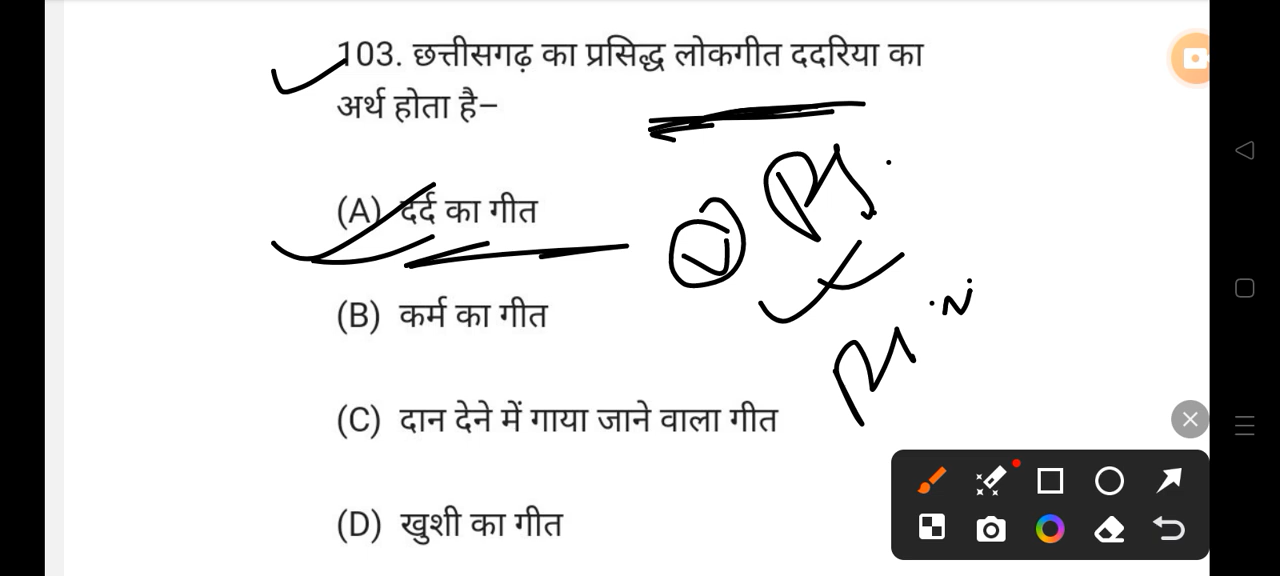 103. छत्तीसगढ़ का प्रसिद्ध लोकगीत ददरिया का
अर्थ होता है–
(A) दर्द का गीत
(B) कर्म का गीत
(C) दान देने में गाया जाने वाला गीत
(D) खुशी का गीत